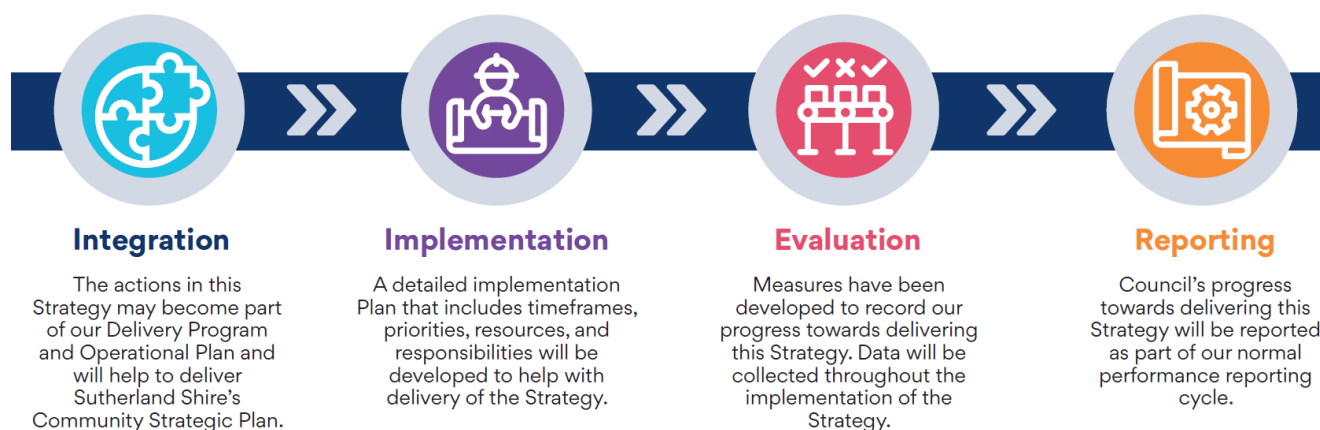 Integration
The actions in this
Strategy may become part
of our Delivery Program
and Operational Plan and
will help to deliver
Sutherland Shire’s
Community Strategic Plan.
Implementation
A detailed implementation
Plan that includes timeframes,
priorities, resources, and
responsibilities will be
developed to help with
delivery of the Strategy.
Evaluation
Measures have been
developed to record our
progress towards delivering
this Strategy. Data will be
collected throughout the
implementation of the
Strategy.
Reporting
Council’s progress
towards delivering this
Strategy will be reported
as part of our normal
performance reporting
cycle.